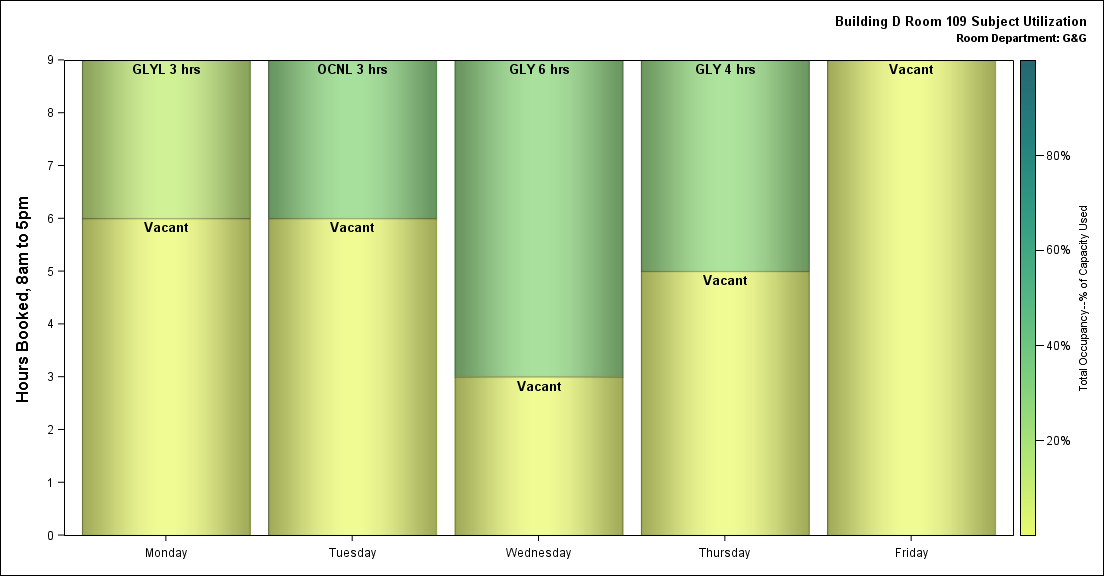 Building D Room 109 Subject Utilization
Room Department: G&G
Hours Booked, 8am to 5pm
9
8
7
6
5
4
3
2
1
0
GLYL 3 hrs
Vacant
OCNL 3 hrs
Vacant
GLY 6 hrs
Vacant
GLY 4 hrs
Vacant
Vacant
Monday
Tuesday
Wednesday
Thursday
Friday
80%
60%
40%
20%
Total Occupancy--% of Capacity Used